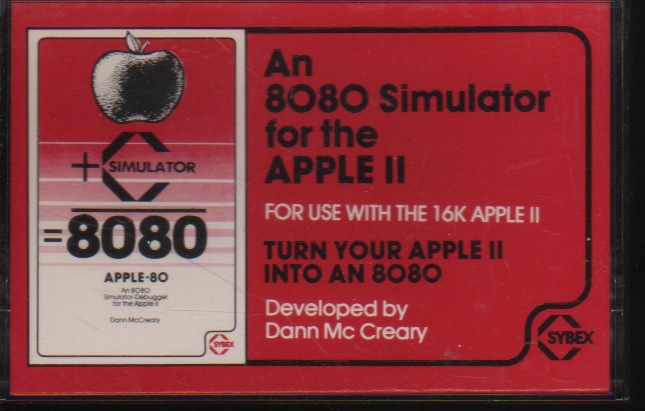 + SIMULATOR
=8080
APPLE·80
An 8080
Simulator-Debugger
for the Apple II
Dann McCreary
SYBEX
An
8080 Simulator
for the
APPLE II
FOR USE WITH THE 16K APPLE II
TURN YOUR APPLE II
INTO AN 8080
Developed by
Dann Mc Creary
SYBEX